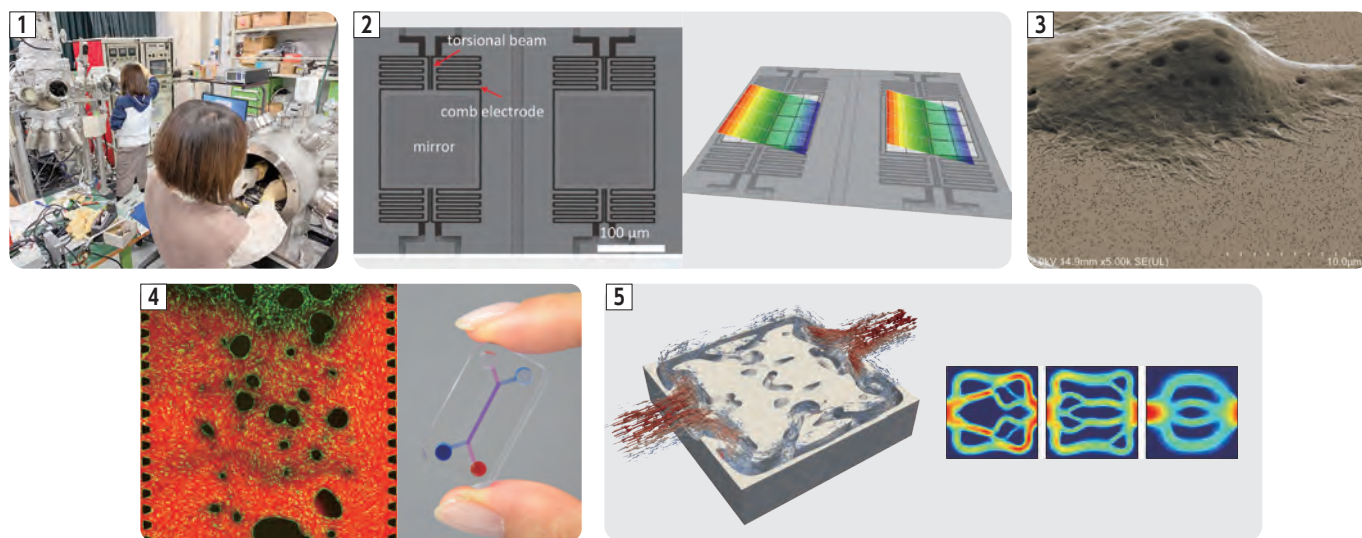 1
2
torsional beam
comb electrode
mirror
100 µm
3
.0kV 14.9mm x5.00k SE(UL)
10.0µm
4
5